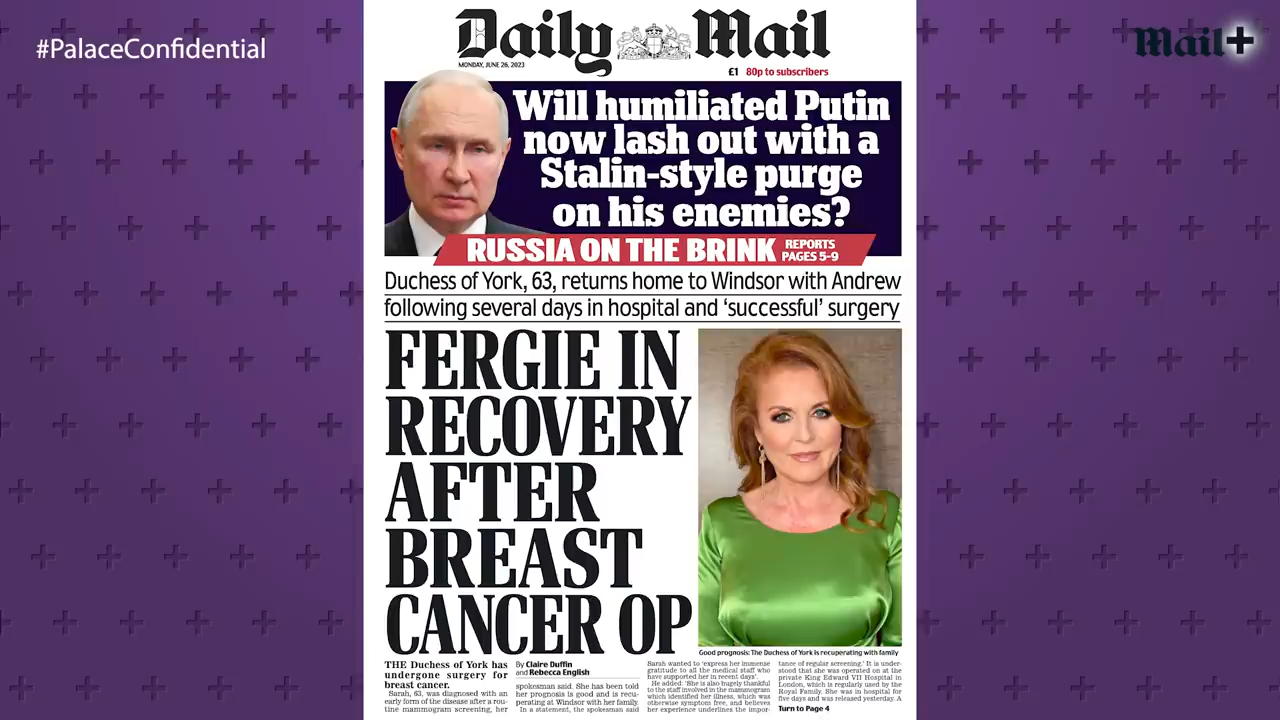 #PalaceConfidential
Mail+
Daily Mail
MONDAY, JUNE 26, 2023
£1 80p to subscribers
Will humiliated Putin
now lash out with a
Stalin-style purge
on his enemies?
RUSSIA ON THE BRINK
REPORTS
PAGES 5-9
Duchess of York, 63, returns home to Windsor with Andrew
following several days in hospital and ‘successful’ surgery
FERGIE IN
RECOVERY
AFTER
BREAST
CANCER OP
Good prognosis: The Duchess of York is recuperating with family
THE Duchess of York has
undergone surgery for
breast cancer.
Sarah, 63, was diagnosed with an
early form of the disease after a rou-
tine mammogram screening, her
By Claire Duffin
and Rebecca English
spokesman said. She has been told
her prognosis is good and is recu-
perating at Windsor with her family.
In a statement, the spokesman said
Sarah wanted to ‘express her immense
gratitude to all the medical staff who
have supported her in recent days’.
He added: ‘She is also hugely thankful
to the staff involved in the mammogram
which identified her illness, which was
otherwise symptom free, and believes
her experience underlines the impor-
tance of regular screening.’ It is under-
stood that she was operated on at the
private King Edward VII Hospital in
London, which is regularly used by the
Royal Family. She was in hospital for
five days and was released yesterday. A
Turn to Page 4